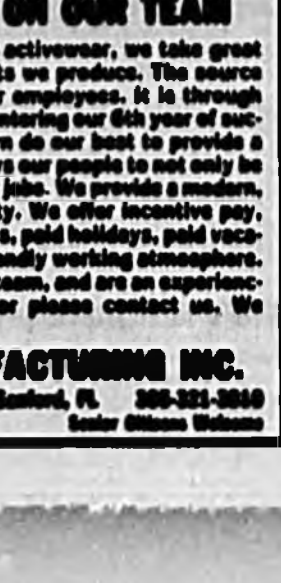 ON OUR TEAM
activewear, we take great
ts we produce. The source
r employees. It is through
ntering our 6th year of suc-
n do our best to provide a
s our people to not only be
jobs. We provide a modern,
ty. We offer incentive pay,
s, paid holidays, paid vaca-
ndly working atmosphere.
team, and are an experienc-
or please contact us. We
FACTURING INC.
Sanford, FL
Senior Citizens Welcome